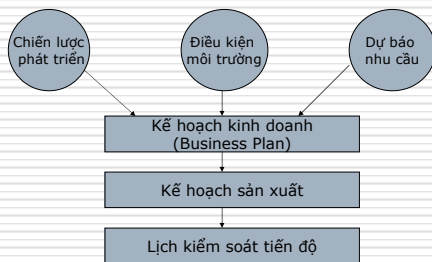 Chiến lược
phát triển
Điều kiện
môi trường
Dự báo
nhu cầu
Kế hoạch kinh doanh
(Business Plan)
Kế hoạch sản xuất
Lịch kiểm soát tiến độ